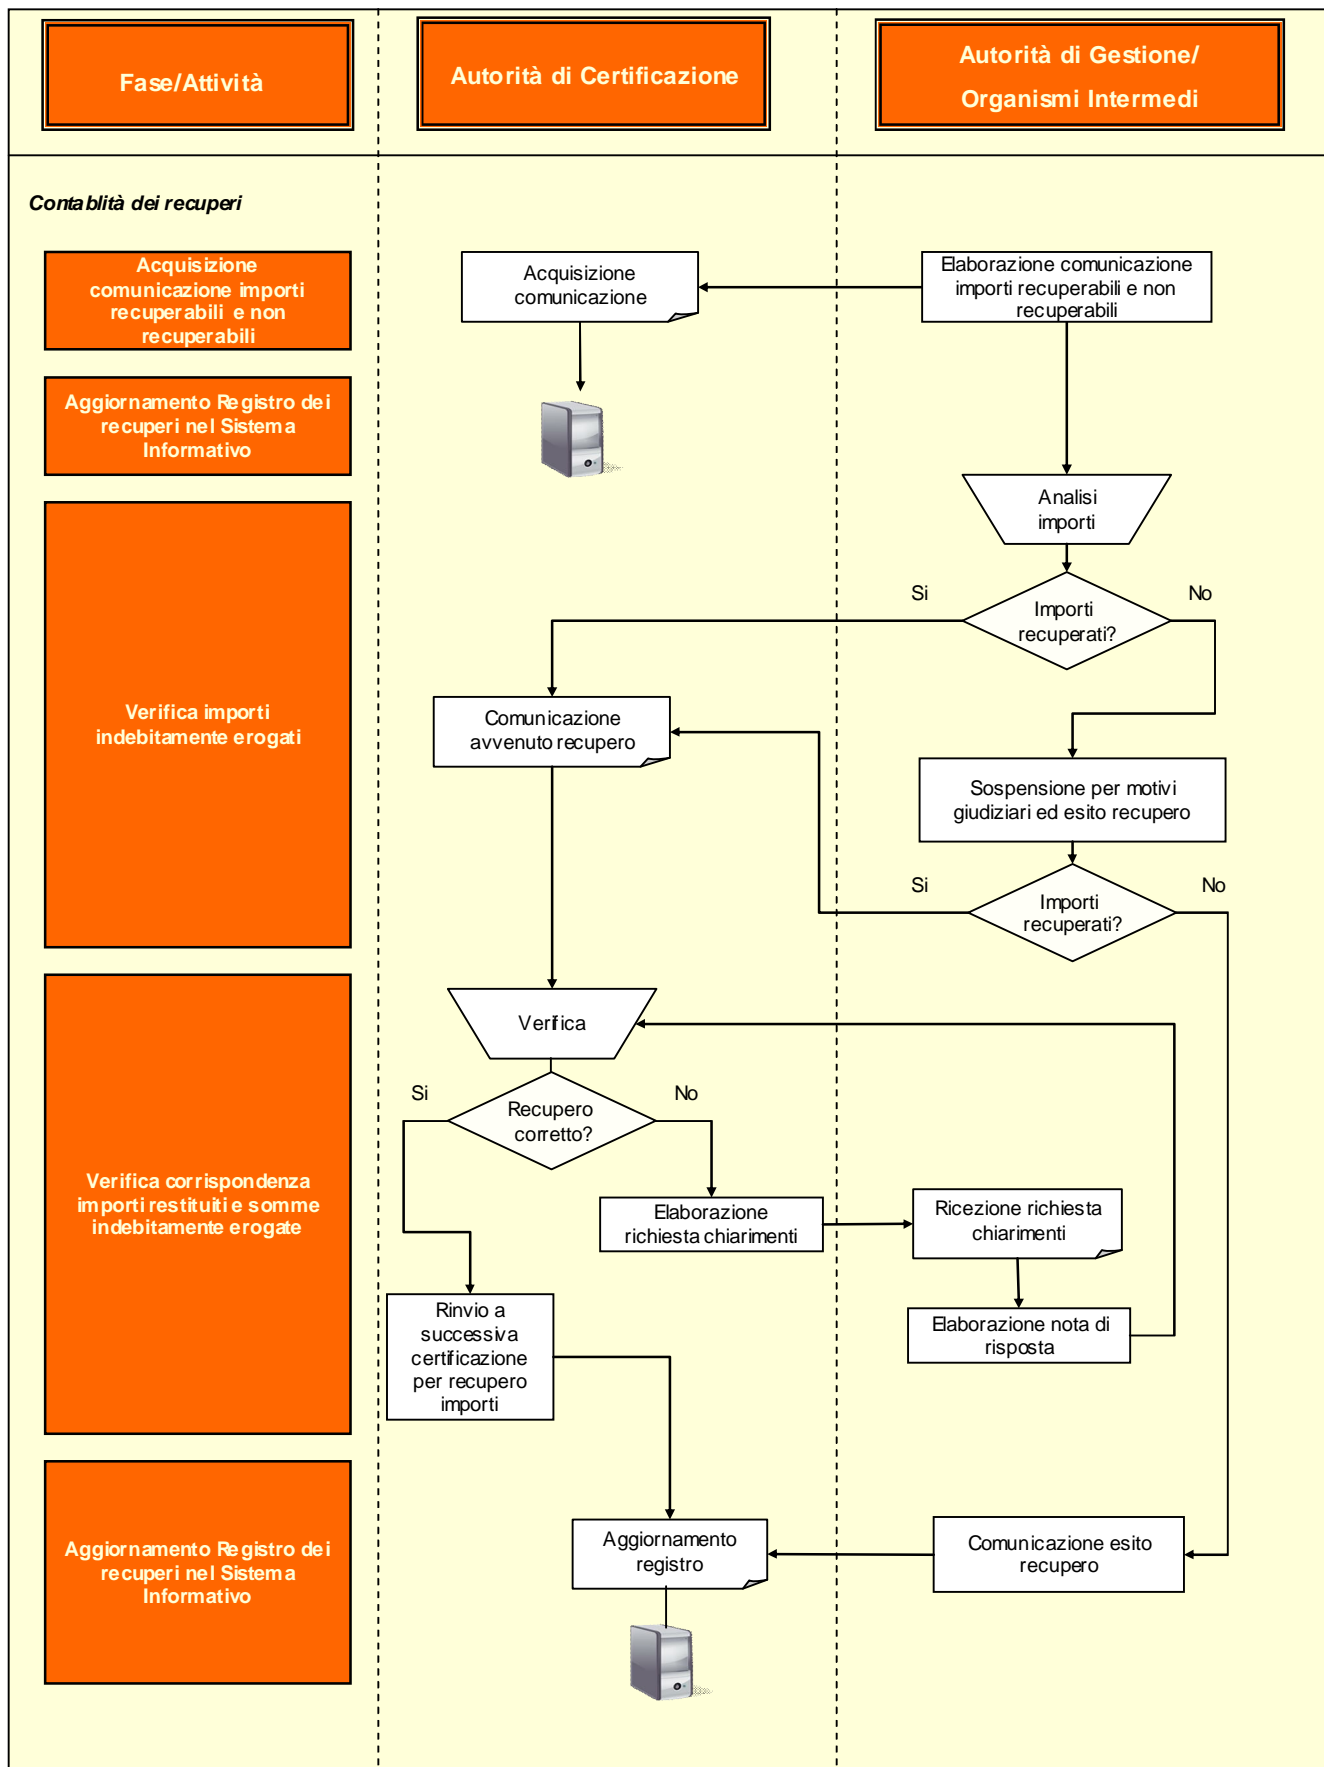 Fase/Attività
Autorità di Certificazione
Autorità di Gestione/
Organismi Intermedi
Contablità dei recuperi
Acquisizione
comunicazione importi
recuperabili e non
recuperabili
Acquisizione
comunicazione
Elaborazione comunicazione
importi recuperabili e non
recuperabili
Aggiornamento Registro dei
recuperi nel Sistema
Informativo
Analisi
importi
Si
No
Importi
recuperati?
Verifica importi
indebitamente erogati
Comunicazione
avvenuto recupero
Sospensione per motivi
giudiziari ed esito recupero
Si
No
Importi
recuperati?
Verifica
Si
No
Recupero
corretto?
Verifica corrispondenza
importi restituiti e somme
indebitamente erogate
Elaborazione
richiesta chiarimenti
Ricezione richiesta
chiarimenti
Rinvio a
successiva
certificazione
per recupero
importi
Elaborazione nota di
risposta
Aggiornamento Registro dei
recuperi nel Sistema
Informativo
Aggiornamento
registro
Comunicazione esito
recupero